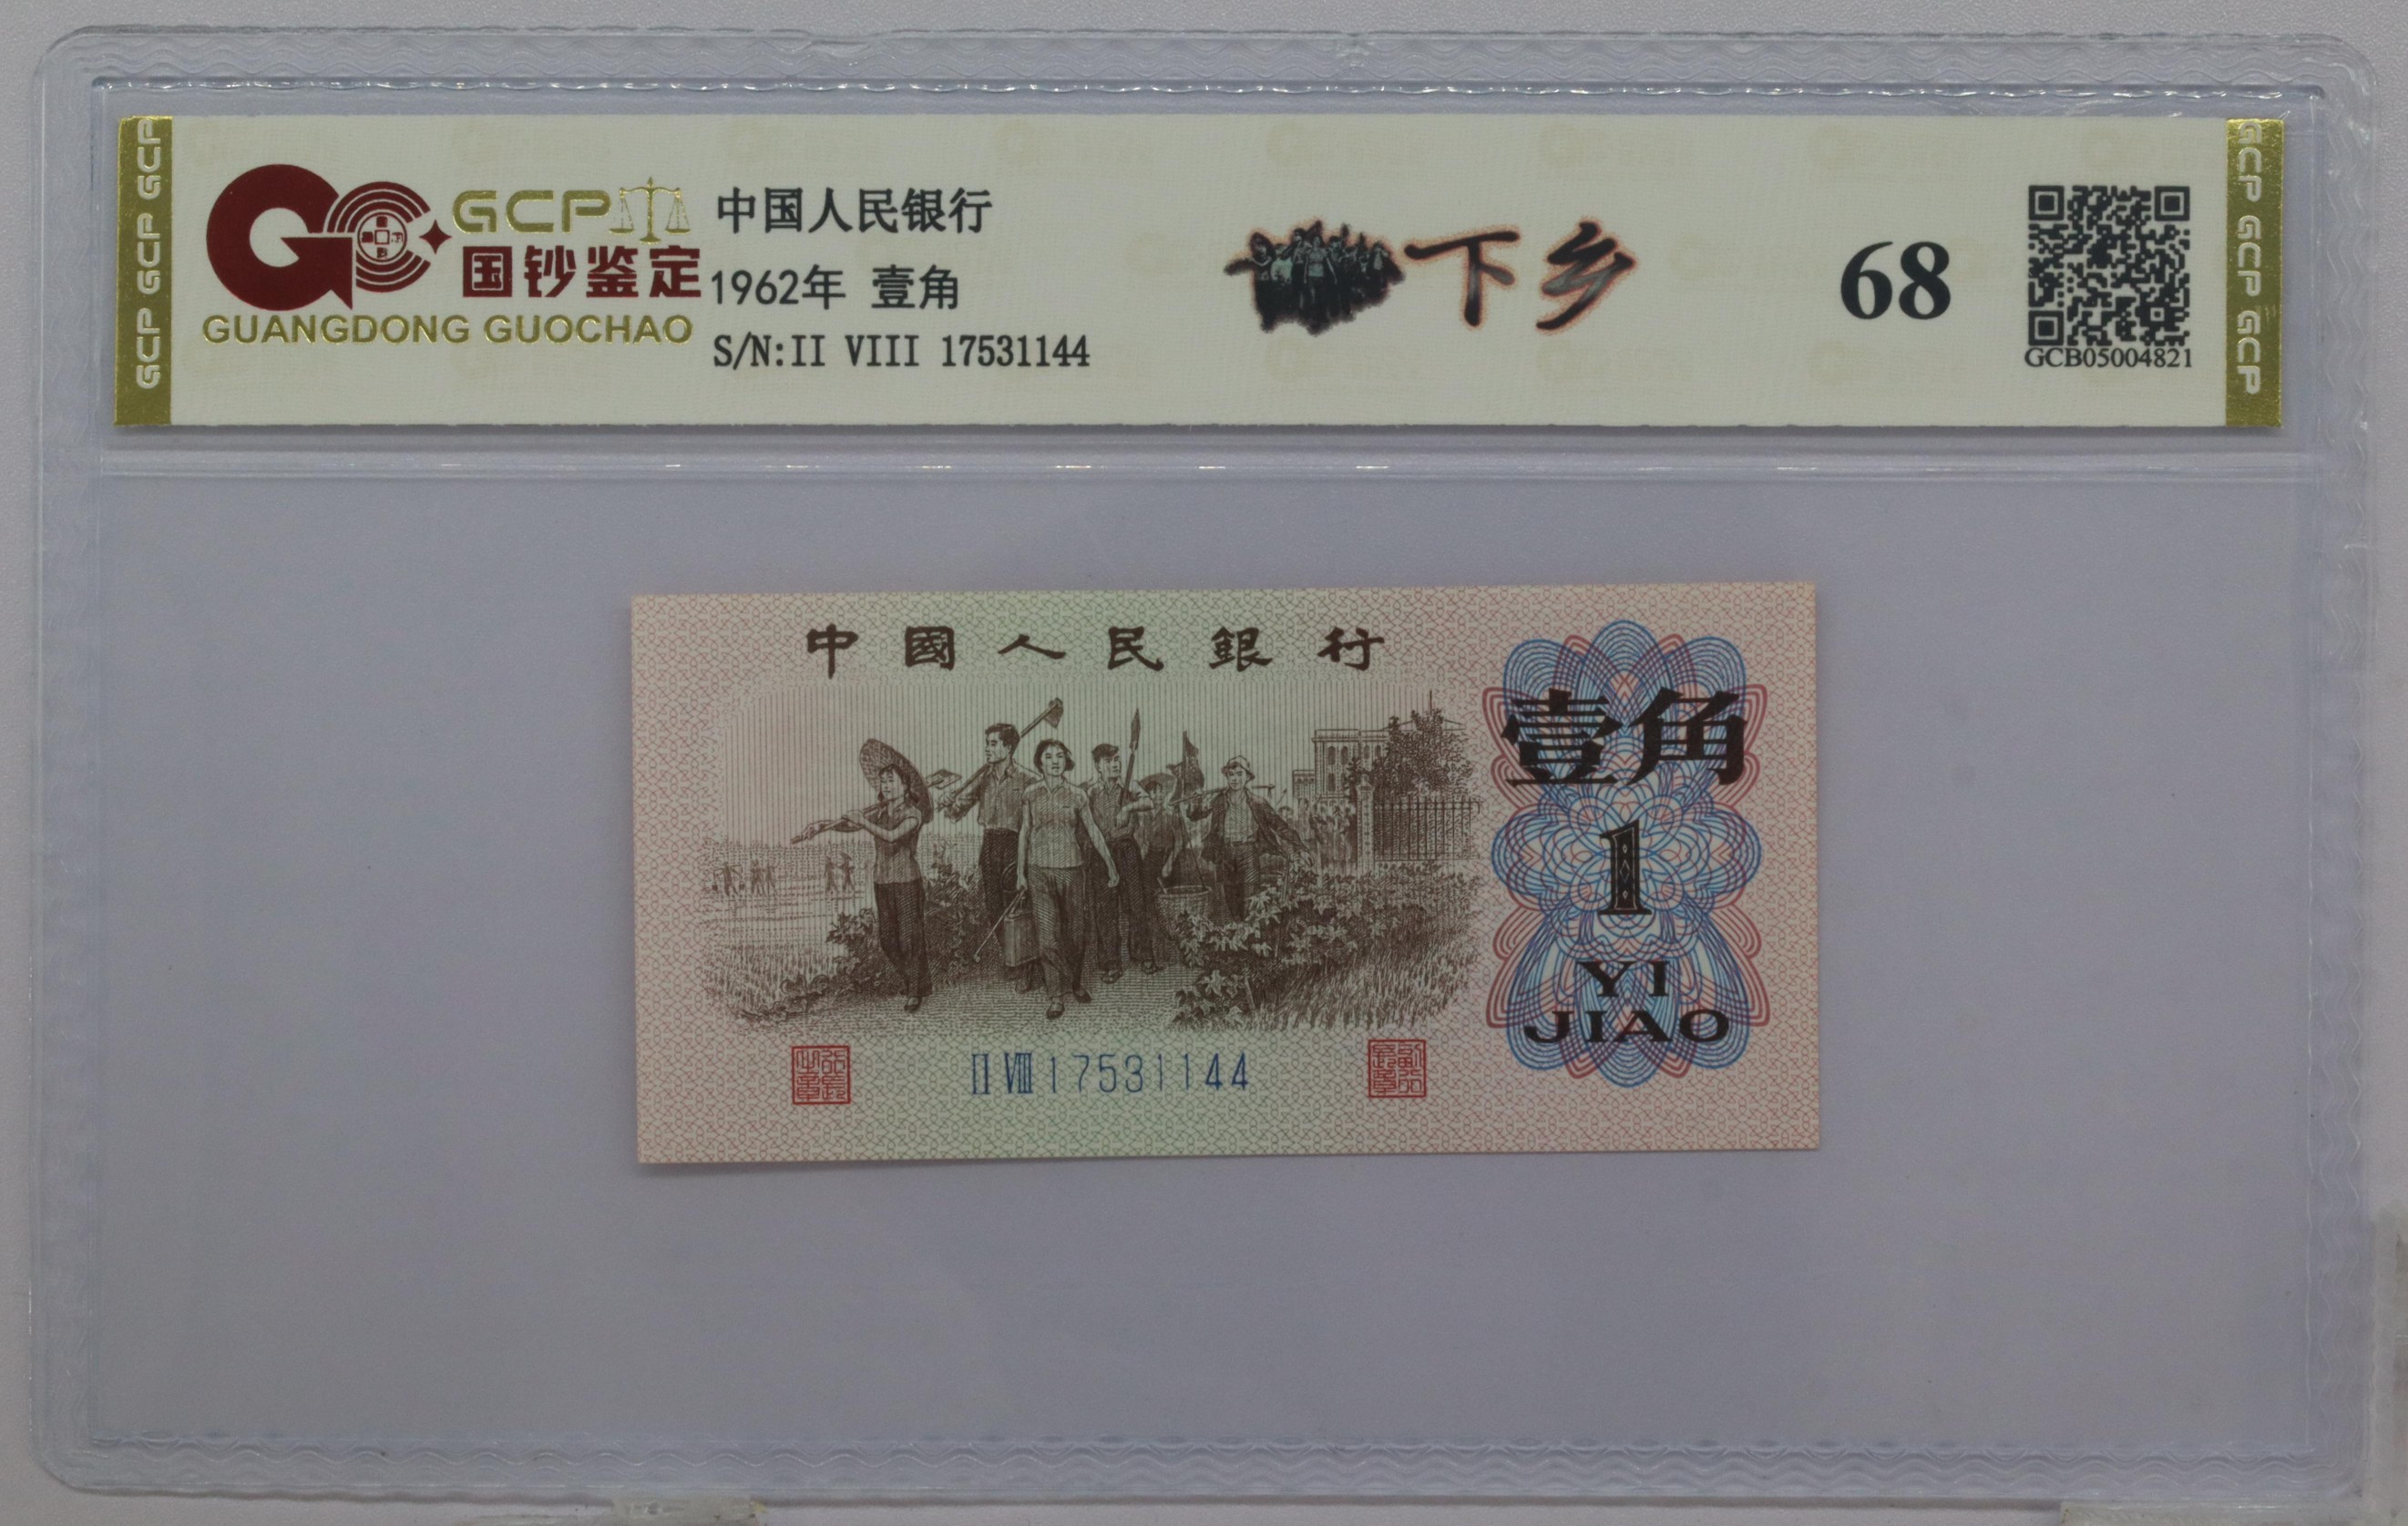 GCP GCP GCP GCP
GCP
国钞鉴定
GUANGDONG GUOCHAO
中国人民银行
1962年 壹角
S/N:II VIII 17531144
下乡
68
GCB05004821
GCP GCP GCP GCP
中國人民銀行
壹角
1
YI
JIAO
II VIII 17531144